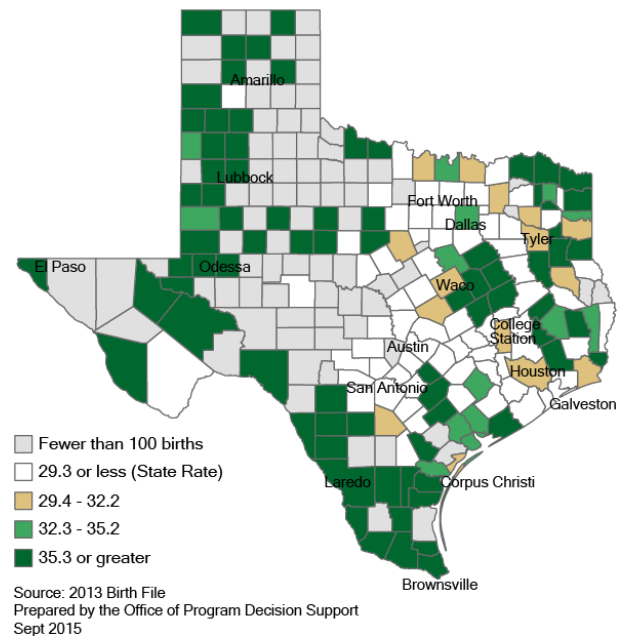 Amarillo
Lubbock
Fort Worth
Dallas
Tyler
El Paso
Odessa
Waco
College
Station
Austin
Houston
San Antonio
Galveston
Fewer than 100 births
29.3 or less (State Rate)
Laredo
Corpus Christi
29.4 - 32.2
32.3 - 35.2
35.3 or greater
Brownsville
Source: 2013 Birth File
Prepared by the Office of Program Decision Support
Sept 2015